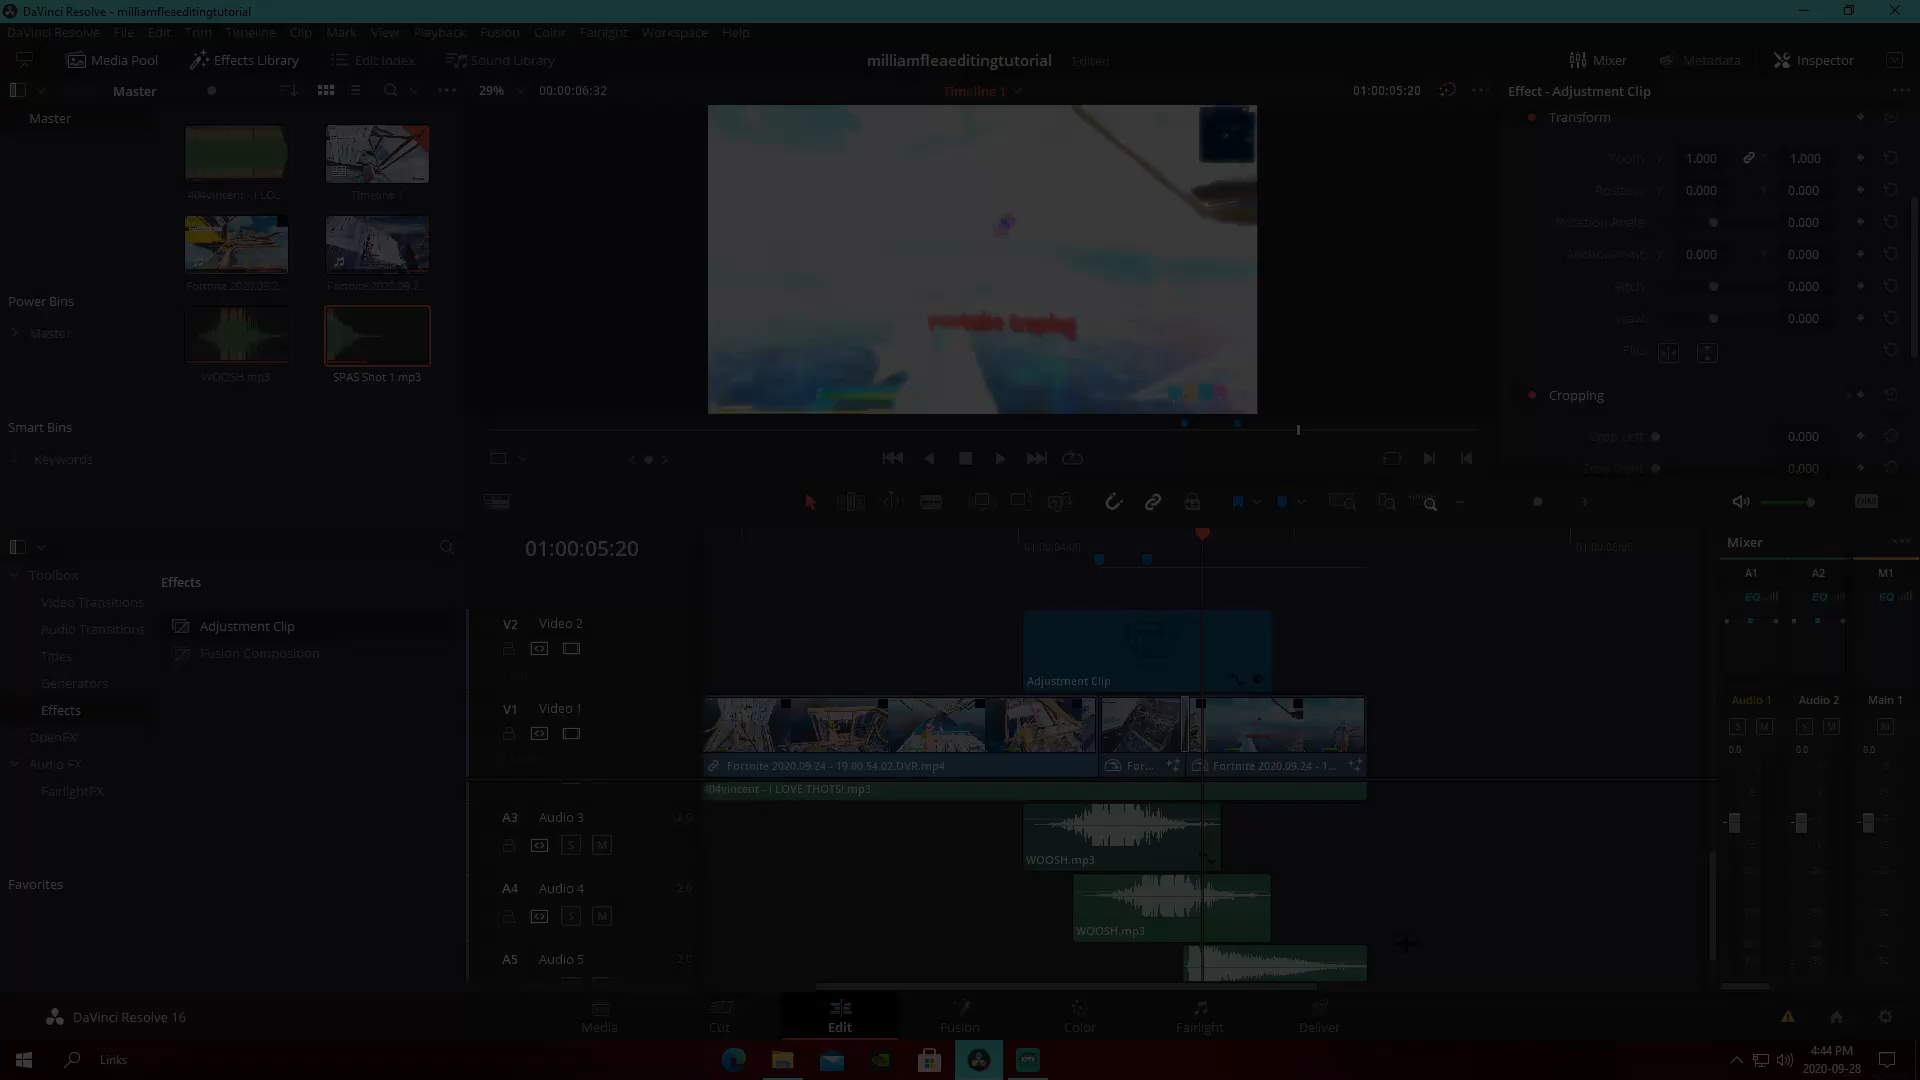 DaVinci Resolve - milliamfleaeditingtutorial
DaVinci Resolve File Edit Trim Timeline Clip Mark View Playback Fusion Color Fairlight Workspace Help
Media Pool Effects Library Edit Index Sound Library milliamfleaeditingtutorial Edited Mixer Metadata Inspector
Master 29% 00:00:06:32 Timeline 1 01:00:05:20 Effect - Adjustment Clip
Master
Transform
Zoom 1.000 1.000
Position 0.000 0.000
Rotation Angle 0.000
Anchor Point 0.000 0.000
Pitch 0.000
Yaw 0.000
Flip
Cropping
Crop Left 0.000
Crop Right 0.000
404vincent - I LO...
Timeline 1
Fortnite 2020.09.2...
Fortnite 2020.09.2...
WOOSH.mp3
SPAS Shot 1.mp3
Power Bins
Master
Smart Bins
Keywords
DIM
01:00:05:20
01:00:04:00
Toolbox
Video Transitions
Audio Transitions
Titles
Generators
Effects
OpenFX
Audio FX
FairlightFX
Favorites
Effects
Adjustment Clip
Fusion Composition
V2 Video 2
Adjustment Clip
V1 Video 1
Fortnite 2020.09.24 - 19.00.54.02.DVR.mp4
For...
Fortnite 2020.09.24 - 1...
404vincent - I LOVE THOTS!.mp3
A3 Audio 3 2.0
S M
WOOSH.mp3
A4 Audio 4 2.0
S M
WOOSH.mp3
A5 Audio 5 2.0
Mixer
A1 A2 M1
EQ EQ EQ
Audio 1 Audio 2 Main 1
S M S M M
0.0 0.0 0.0
DaVinci Resolve 16
Media Cut Edit Fusion Color Fairlight Deliver
Links
4:44 PM
2020-09-28